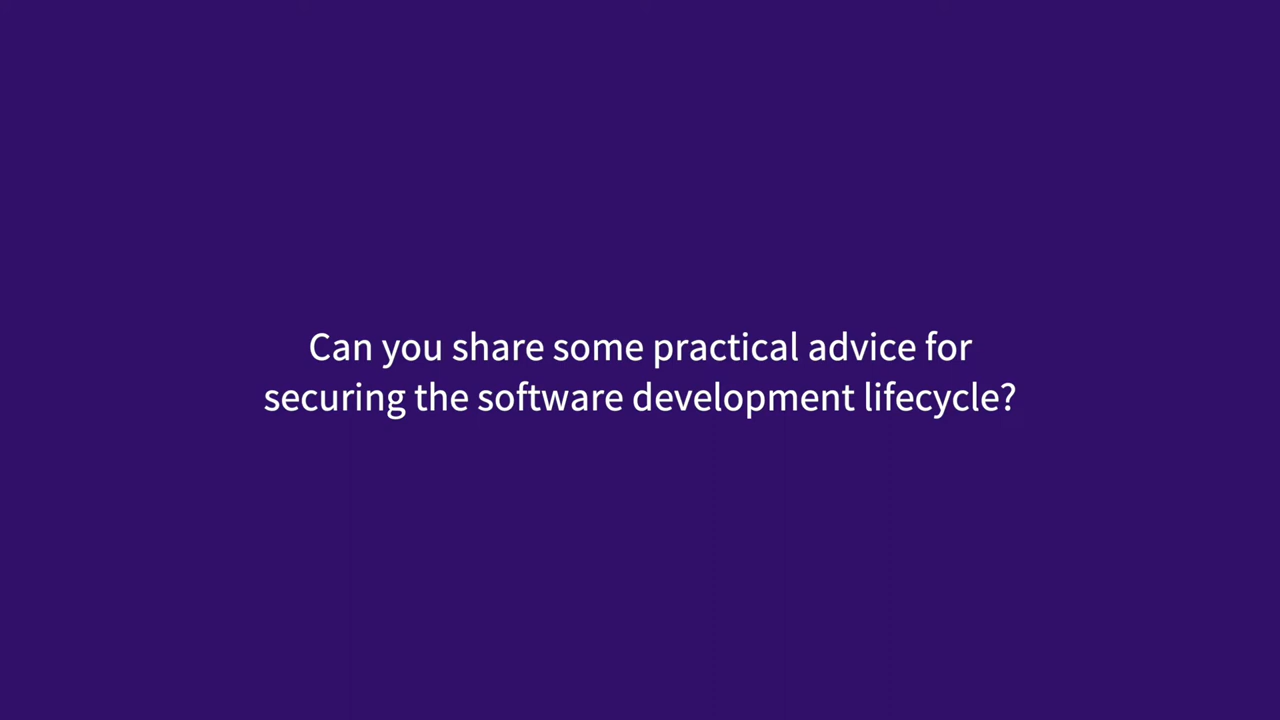 Can you share some practical advice for
securing the software development lifecycle?